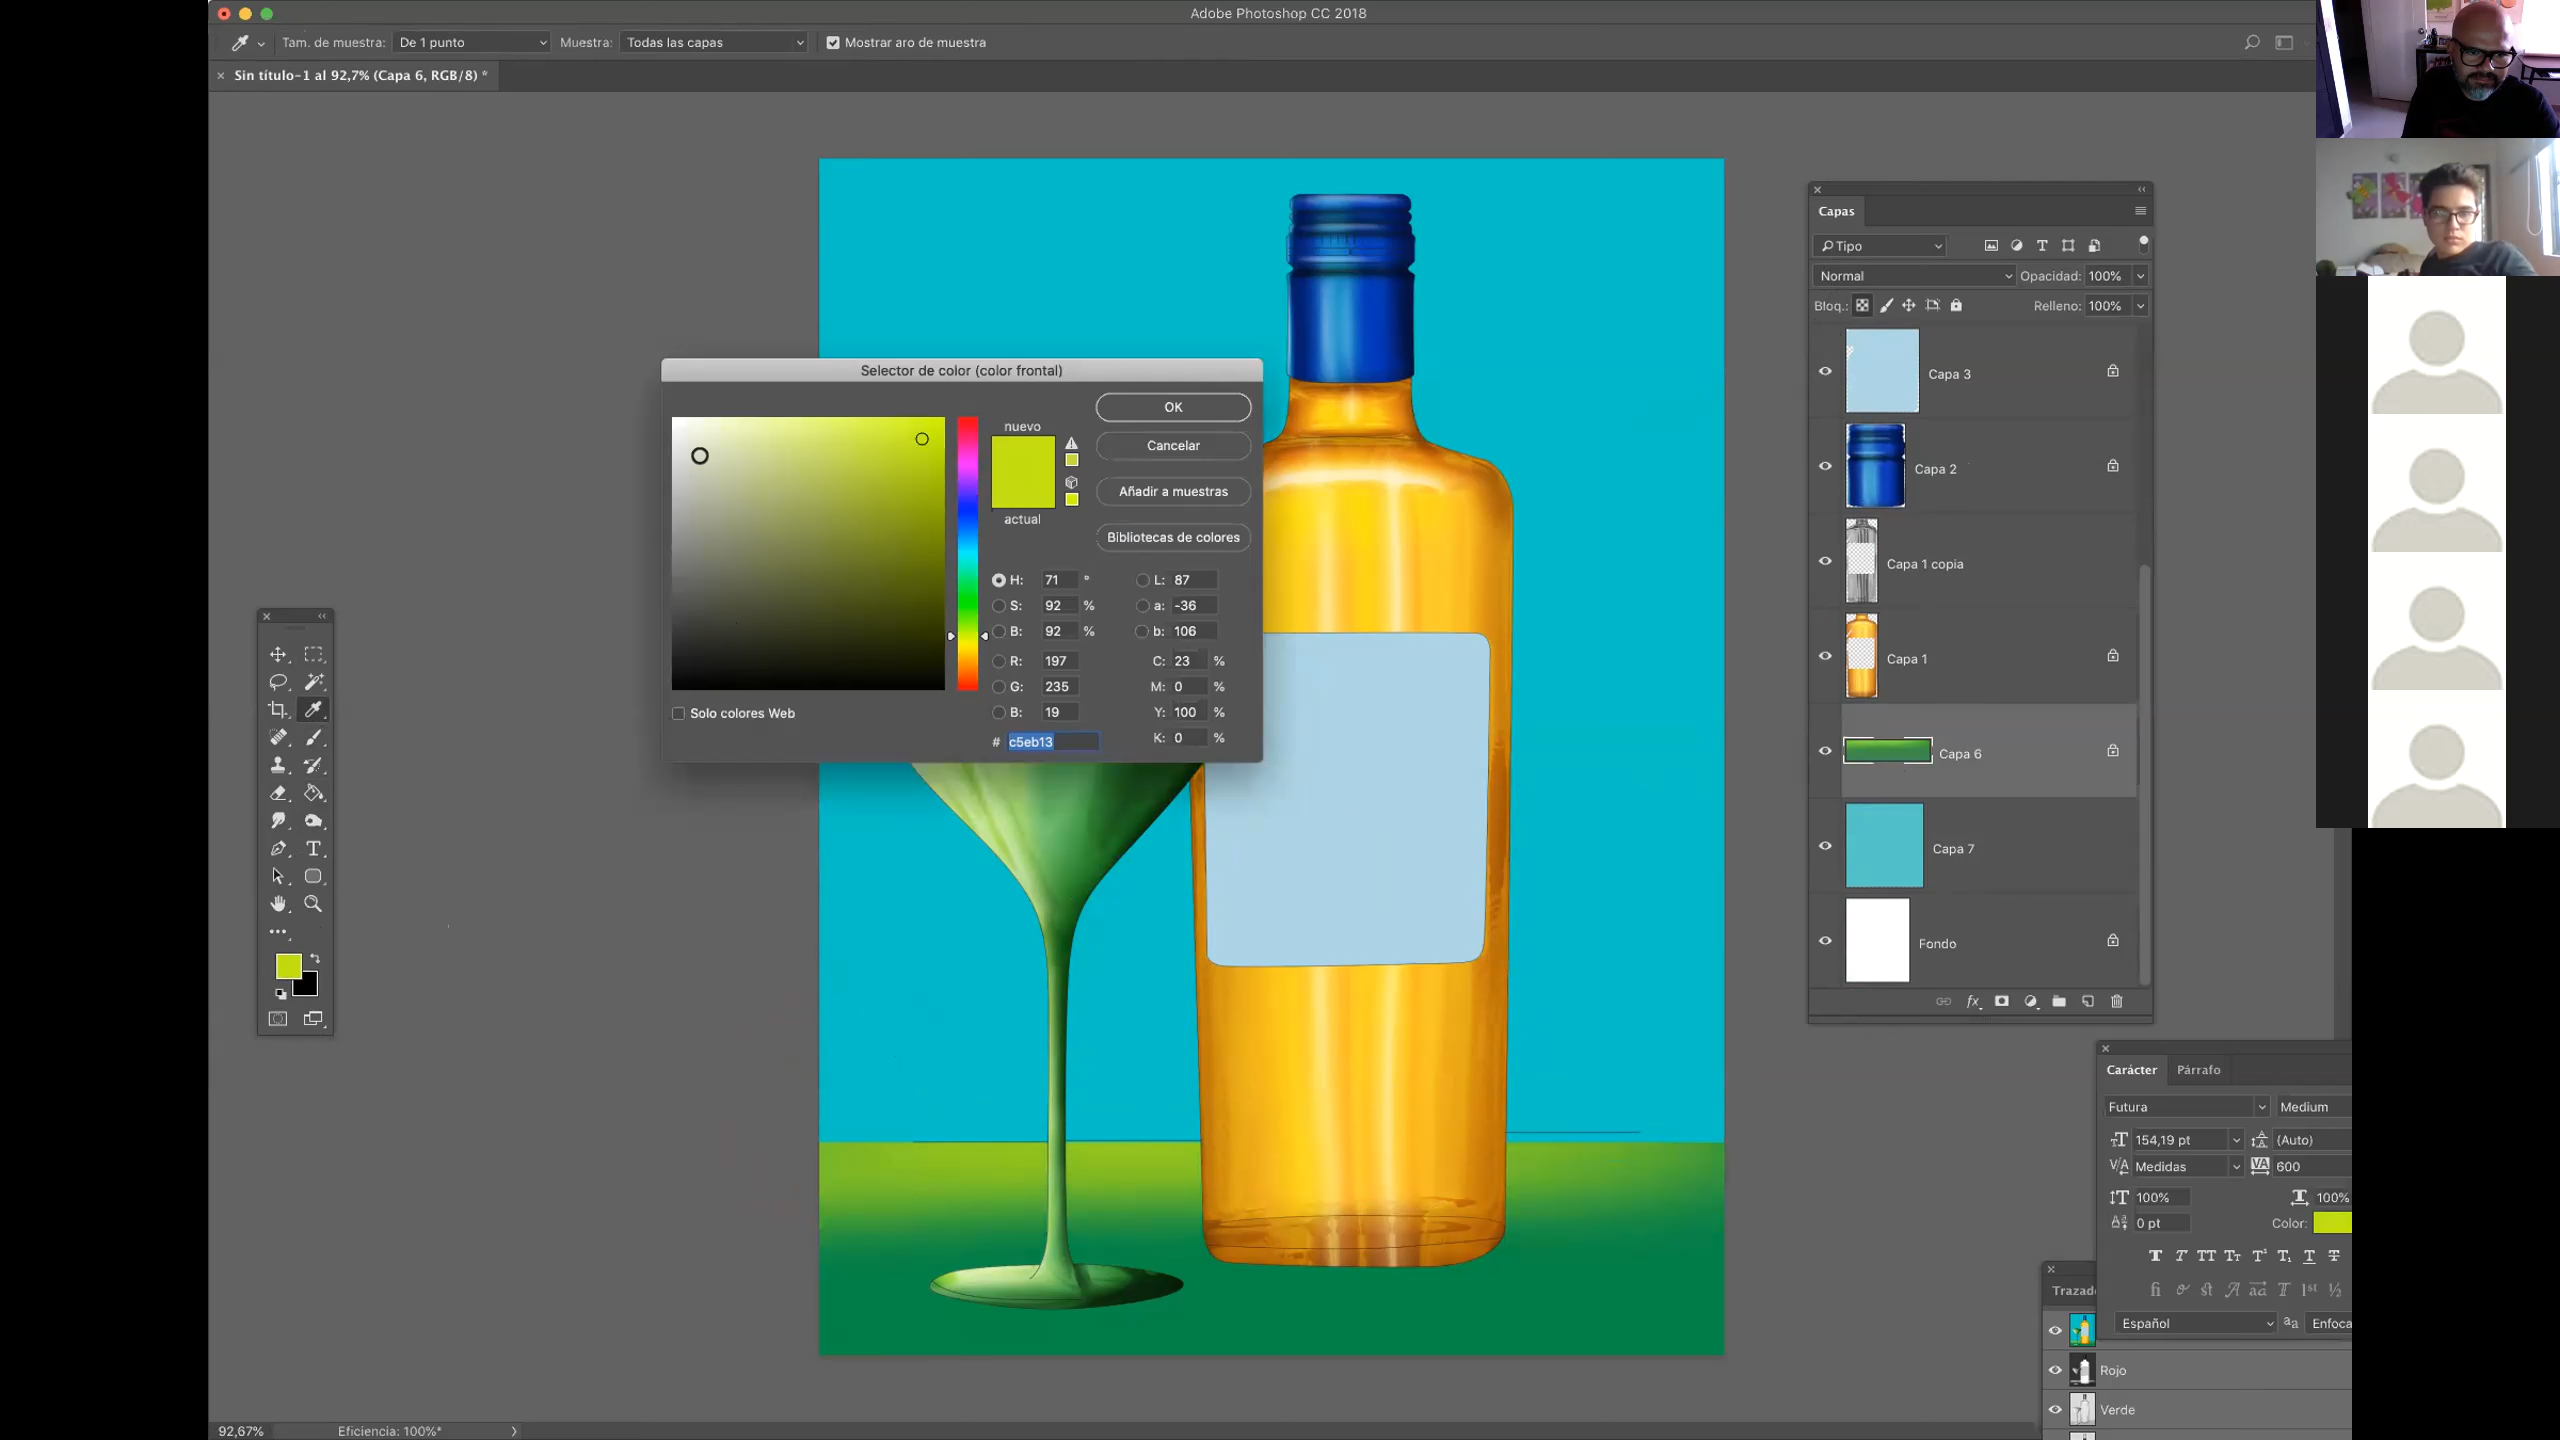 Adobe Photoshop CC 2018
Tam. de muestra: De 1 punto Muestra: Todas las capas Mostrar aro de muestra
Sin título-1 al 92,7% (Capa 6, RGB/8) *
Selector de color (color frontal)
nuevo
actual
OK
Cancelar
Añadir a muestras
Bibliotecas de colores
H: 71 ° L: 87
S: 92 % a: -36
B: 92 % b: 106
R: 197 C: 23 %
G: 235 M: 0 %
B: 19 Y: 100 %
# c5eb13 K: 0 %
Solo colores Web
Capas
Tipo
Normal Opacidad: 100%
Bloq.: Relleno: 100%
Capa 3
Capa 2
Capa 1 copia
Capa 1
Capa 6
Capa 7
Fondo
fx
Carácter Párrafo
Futura Medium
154,19 pt (Auto)
Medidas 600
100% 100%
0 pt Color:
Español aa Enfoca
Trazad
Rojo
Verde
92,67% Eficiencia: 100%*